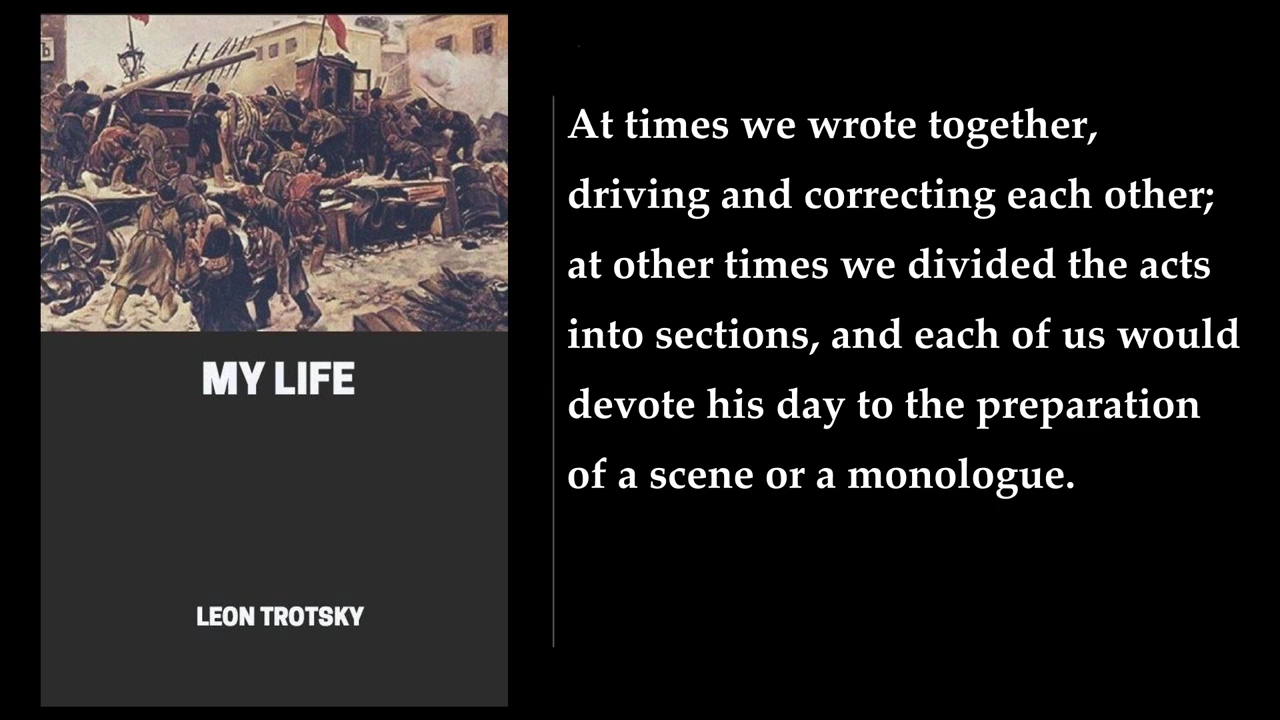 MY LIFE
LEON TROTSKY
At times we wrote together,
driving and correcting each other;
at other times we divided the acts
into sections, and each of us would
devote his day to the preparation
of a scene or a monologue.